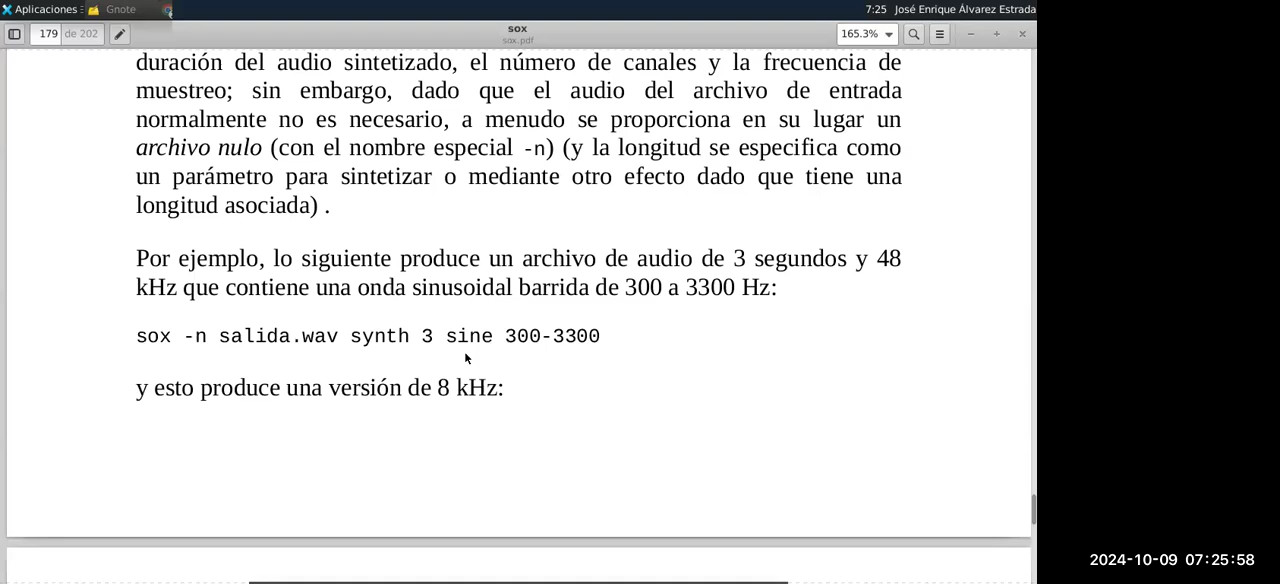 Aplicaciones : Gnote 7:25 José Enrique Álvarez Estrada
179 de 202 sox 165.3%
sox.pdf
duración del audio sintetizado, el número de canales y la frecuencia de
muestreo; sin embargo, dado que el audio del archivo de entrada
normalmente no es necesario, a menudo se proporciona en su lugar un
archivo nulo (con el nombre especial -n) (y la longitud se especifica como
un parámetro para sintetizar o mediante otro efecto dado que tiene una
longitud asociada) .
Por ejemplo, lo siguiente produce un archivo de audio de 3 segundos y 48
kHz que contiene una onda sinusoidal barrida de 300 a 3300 Hz:
sox -n salida.wav synth 3 sine 300-3300
y esto produce una versión de 8 kHz:
2024-10-09 07:25:58